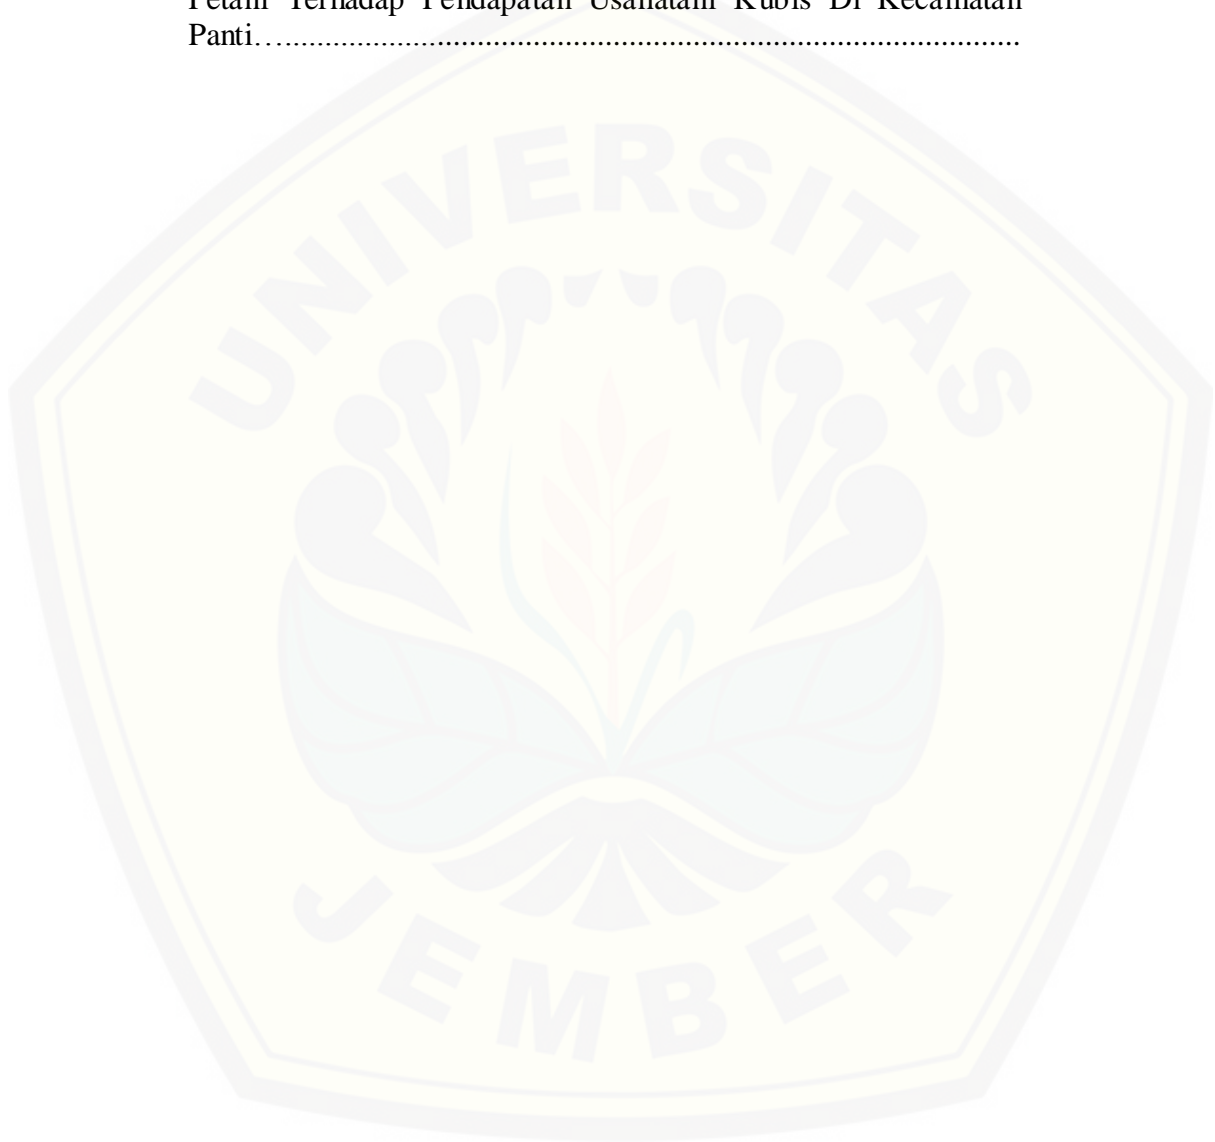 Petani Terhadap Pendapatan Usahatani Kubis Di Kecamatan
Panti….......................................................................................................
UNIVERSITAS
JEMBER